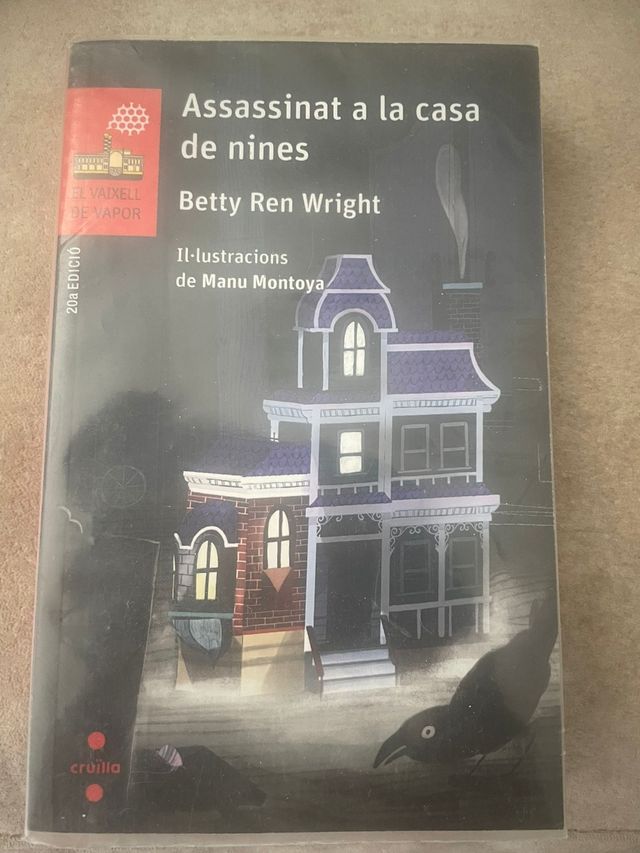 Assassinat a la casa
de nines
Betty Ren Wright
Il·lustracions
de Manu Montoya
EL VAIXELL
DE VAPOR
20a EDICIÓ
cruïlla